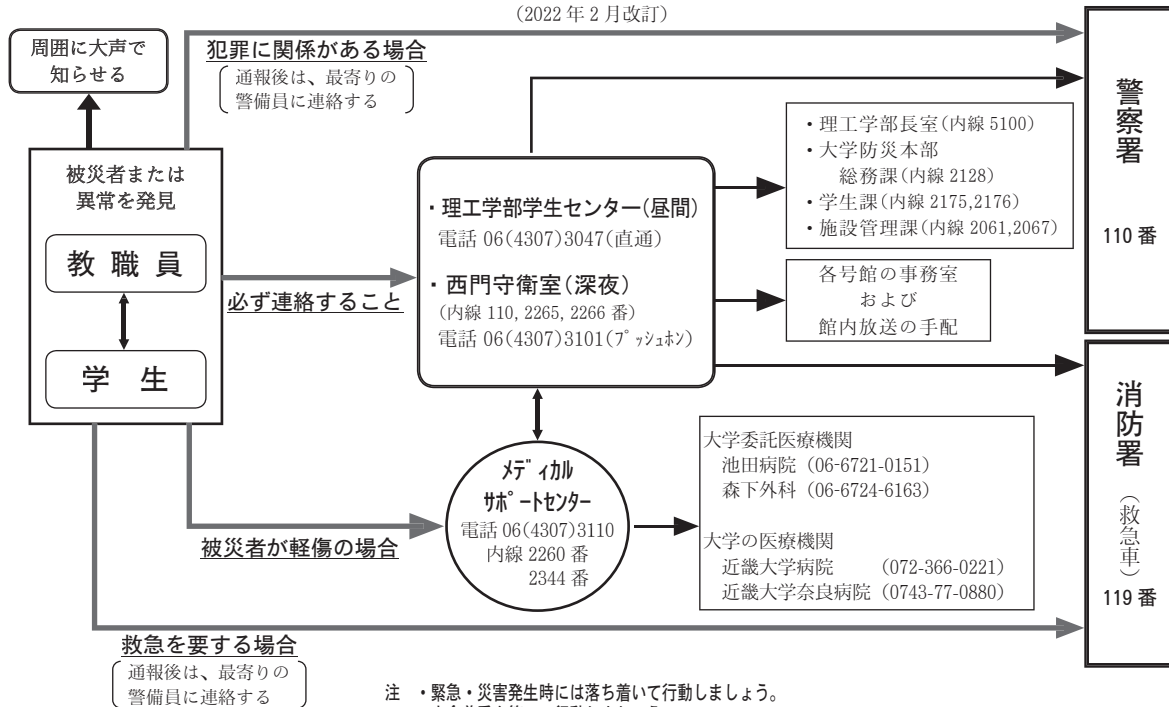 (2022 年 2 月改訂)
周囲に大声で
知らせる
犯罪に関係がある場合
通報後は、最寄りの
警備員に連絡する
被災者または
異常を発見
教 職 員
学 生
必ず連絡すること
・理工学部学生センター(昼間)
電話 06(4307)3047(直通)
・西門守衛室(深夜)
(内線 110, 2265, 2266 番)
電話 06(4307)3101(プッシュホン)
・理工学部長室(内線 5100)
・大学防災本部
総務課(内線 2128)
・学生課(内線 2175,2176)
・施設管理課(内線 2061,2067)
各号館の事務室
および
館内放送の手配
警察署
110 番
消防署
(救急車)
119 番
メディカル
サポートセンター
電話 06(4307)3110
内線 2260 番
2344 番
被災者が軽傷の場合
大学委託医療機関
池田病院 (06-6721-0151)
森下外科 (06-6724-6163)
大学の医療機関
近畿大学病院 (072-366-0221)
近畿大学奈良病院 (0743-77-0880)
救急を要する場合
通報後は、最寄りの
警備員に連絡する
注 ・緊急・災害発生時には落ち着いて行動しましょう。